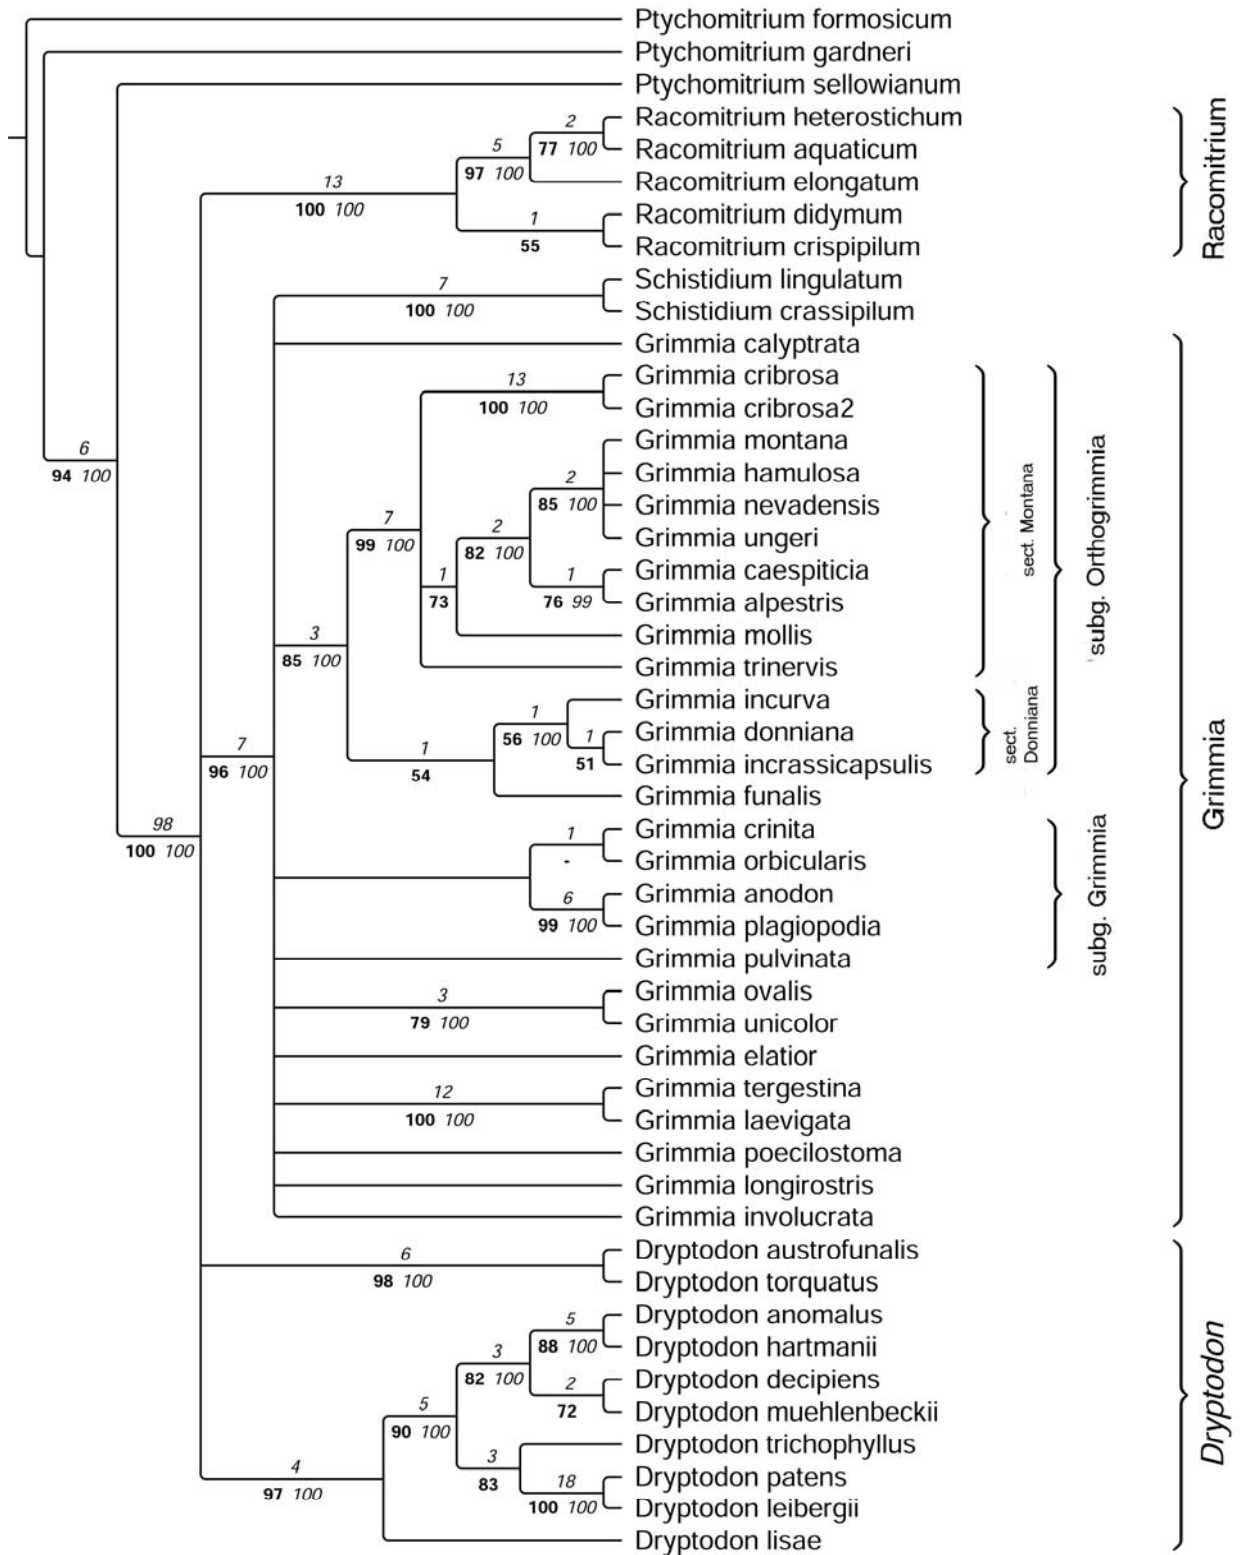 Ptychomitrium formosicum
Ptychomitrium gardneri
Ptychomitrium sellowianum
Racomitrium heterostichum
2
77 100
Racomitrium aquaticum
5
97 100
Racomitrium elongatum
13
100 100
Racomitrium didymum
1
55
Racomitrium crispipilum
Racomitrium
Schistidium lingulatum
7
100 100
Schistidium crassipilum
Grimmia calyptrata
Grimmia cribrosa
13
100 100
Grimmia cribrosa2
6
94 100
Grimmia montana
Grimmia hamulosa
2
85 100
Grimmia nevadensis
7
99 100
2
82 100
Grimmia ungeri
Grimmia caespiticia
1
73
1
76 99
Grimmia alpestris
Grimmia mollis
3
85 100
Grimmia trinervis
sect. Montana
subg. Orthogrimmia
Grimmia incurva
1
56 100
Grimmia donniana
1
51
1
54
Grimmia incrassicapsulis
sect.
Donniana
7
96 100
Grimmia funalis
98
100 100
Grimmia crinita
1
-
Grimmia orbicularis
Grimmia anodon
6
99 100
Grimmia plagiopodia
Grimmia pulvinata
subg. Grimmia
Grimmia
Grimmia ovalis
3
79 100
Grimmia unicolor
Grimmia elatior
Grimmia tergestina
12
100 100
Grimmia laevigata
Grimmia poecilostoma
Grimmia longirostris
Grimmia involucrata
Dryptodon austrofunalis
6
98 100
Dryptodon torquatus
Dryptodon anomalus
5
88 100
Dryptodon hartmanii
3
82 100
Dryptodon decipiens
2
72
Dryptodon muehlenbeckii
5
90 100
Dryptodon trichophyllus
3
83
Dryptodon patens
18
100 100
4
97 100
Dryptodon leibergii
Dryptodon lisae
Dryptodon